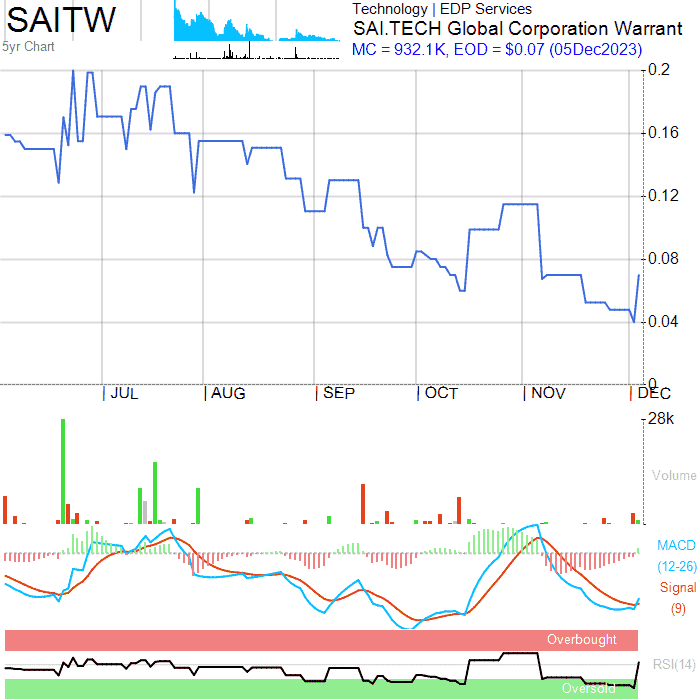 SAITW
5yr Chart
Technology | EDP Services
SAI.TECH Global Corporation Warrant
MC = 932.1K, EOD = $0.07 (05Dec2023)
0.2
0.16
0.12
0.08
0.04
0
JUL
AUG
SEP
OCT
NOV
DEC
28k
Volume
MACD
(12-26)
Signal
(9)
Overbought
RSI(14)
Oversold